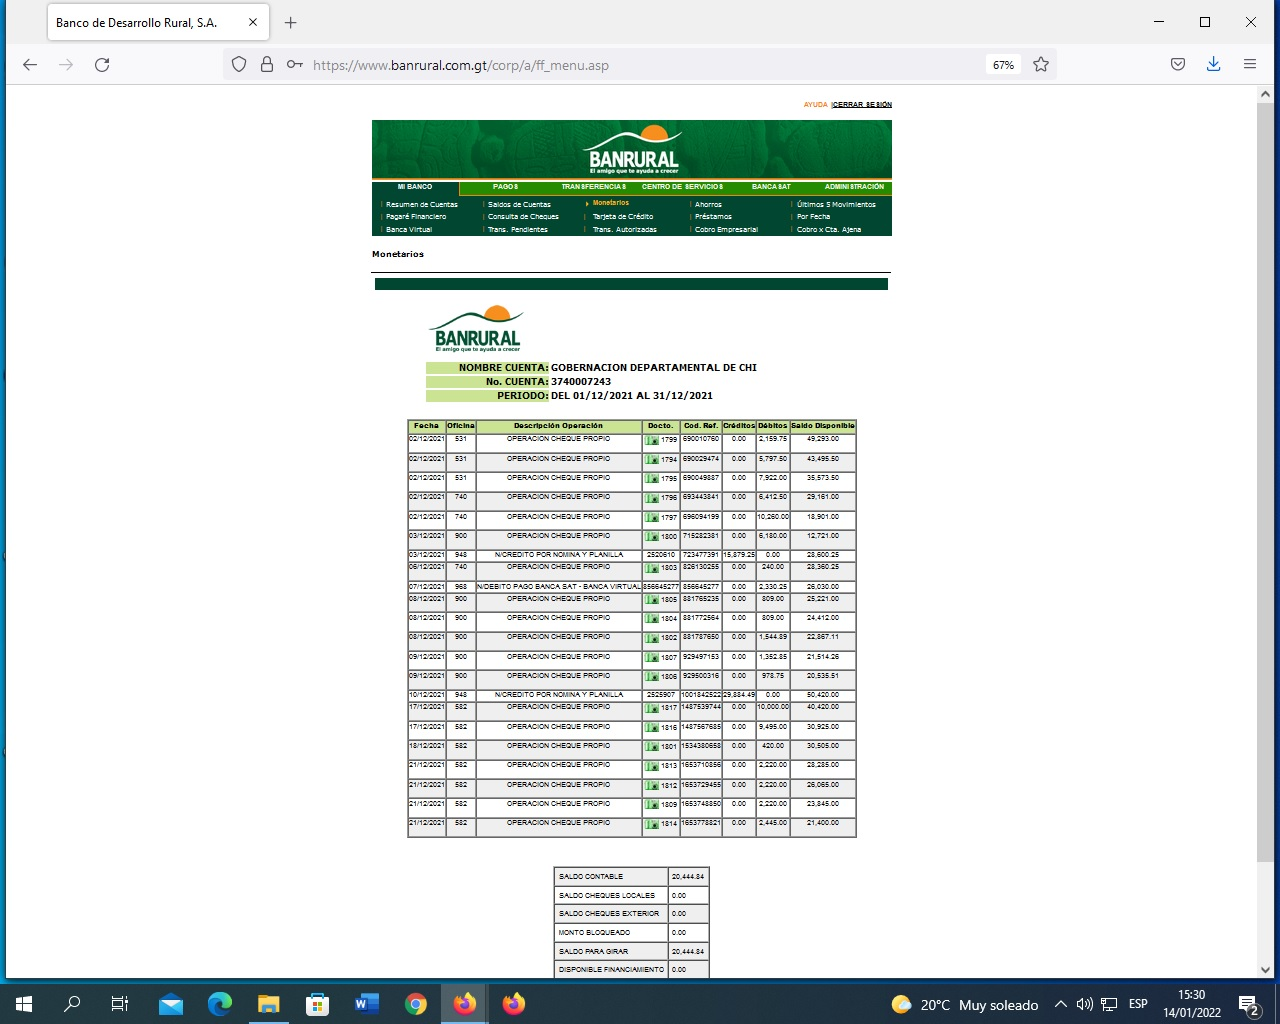 Banco de Desarrollo Rural, S.A.
https://www.banrural.com.gt/corp/a/ff_menu.asp 67%
AYUDA |CERRAR SESIÓN
BANRURAL
El amigo que te ayuda a crecer
MI BANCO PAGOS TRANSFERENCIAS CENTRO DE SERVICIOS BANCASAT ADMINISTRACIÓN
Resumen de Cuentas Saldos de Cuentas Monetarios Ahorros Últimos 5 Movimientos
Pagaré Financiero Consulta de Cheques Tarjeta de Crédito Préstamos Por Fecha
Banca Virtual Trans. Pendientes Trans. Autorizadas Cobro Empresarial Cobro x Cta. Ajena
Monetarios
BANRURAL
El amigo que te ayuda a crecer
NOMBRE CUENTA: GOBERNACION DEPARTAMENTAL DE CHI
No. CUENTA: 3740007243
PERIODO: DEL 01/12/2021 AL 31/12/2021
Fecha Oficina Descripción Operación Docto. Cod. Ref. Créditos Débitos Saldo Disponible
02/12/2021 531 OPERACION CHEQUE PROPIO 1799 690010760 0.00 2,159.75 49,293.00
02/12/2021 531 OPERACION CHEQUE PROPIO 1794 690029474 0.00 5,797.50 43,495.50
02/12/2021 531 OPERACION CHEQUE PROPIO 1795 690049887 0.00 7,922.00 35,573.50
02/12/2021 740 OPERACION CHEQUE PROPIO 1796 693443841 0.00 6,412.50 29,161.00
02/12/2021 740 OPERACION CHEQUE PROPIO 1797 696094199 0.00 10,260.00 18,901.00
03/12/2021 900 OPERACION CHEQUE PROPIO 1800 715282381 0.00 6,180.00 12,721.00
03/12/2021 948 N/CREDITO POR NOMINA Y PLANILLA 2520610 723477391 15,879.25 0.00 28,600.25
06/12/2021 740 OPERACION CHEQUE PROPIO 1803 826130255 0.00 240.00 28,360.25
07/12/2021 968 N/DEBITO PAGO BANCA SAT - BANCA VIRTUAL 856645277 856645277 0.00 2,330.25 26,030.00
08/12/2021 900 OPERACION CHEQUE PROPIO 1805 881765235 0.00 809.00 25,221.00
08/12/2021 900 OPERACION CHEQUE PROPIO 1804 881772564 0.00 809.00 24,412.00
08/12/2021 900 OPERACION CHEQUE PROPIO 1802 881787650 0.00 1,544.89 22,867.11
09/12/2021 900 OPERACION CHEQUE PROPIO 1807 929497153 0.00 1,352.85 21,514.26
09/12/2021 900 OPERACION CHEQUE PROPIO 1806 929500316 0.00 978.75 20,535.51
10/12/2021 948 N/CREDITO POR NOMINA Y PLANILLA 2525907 1001842522 29,884.49 0.00 50,420.00
17/12/2021 582 OPERACION CHEQUE PROPIO 1817 1487539744 0.00 10,000.00 40,420.00
17/12/2021 582 OPERACION CHEQUE PROPIO 1816 1487567685 0.00 9,495.00 30,925.00
18/12/2021 582 OPERACION CHEQUE PROPIO 1801 1534380658 0.00 420.00 30,505.00
21/12/2021 582 OPERACION CHEQUE PROPIO 1813 1653710856 0.00 2,220.00 28,285.00
21/12/2021 582 OPERACION CHEQUE PROPIO 1812 1653729455 0.00 2,220.00 26,065.00
21/12/2021 582 OPERACION CHEQUE PROPIO 1809 1653748850 0.00 2,220.00 23,845.00
21/12/2021 582 OPERACION CHEQUE PROPIO 1814 1653778821 0.00 2,445.00 21,400.00
SALDO CONTABLE 20,444.84
SALDO CHEQUES LOCALES 0.00
SALDO CHEQUES EXTERIOR 0.00
MONTO BLOQUEADO 0.00
SALDO PARA GIRAR 20,444.84
DISPONIBLE FINANCIAMIENTO 0.00
20°C Muy soleado ESP 15:30
14/01/2022 2